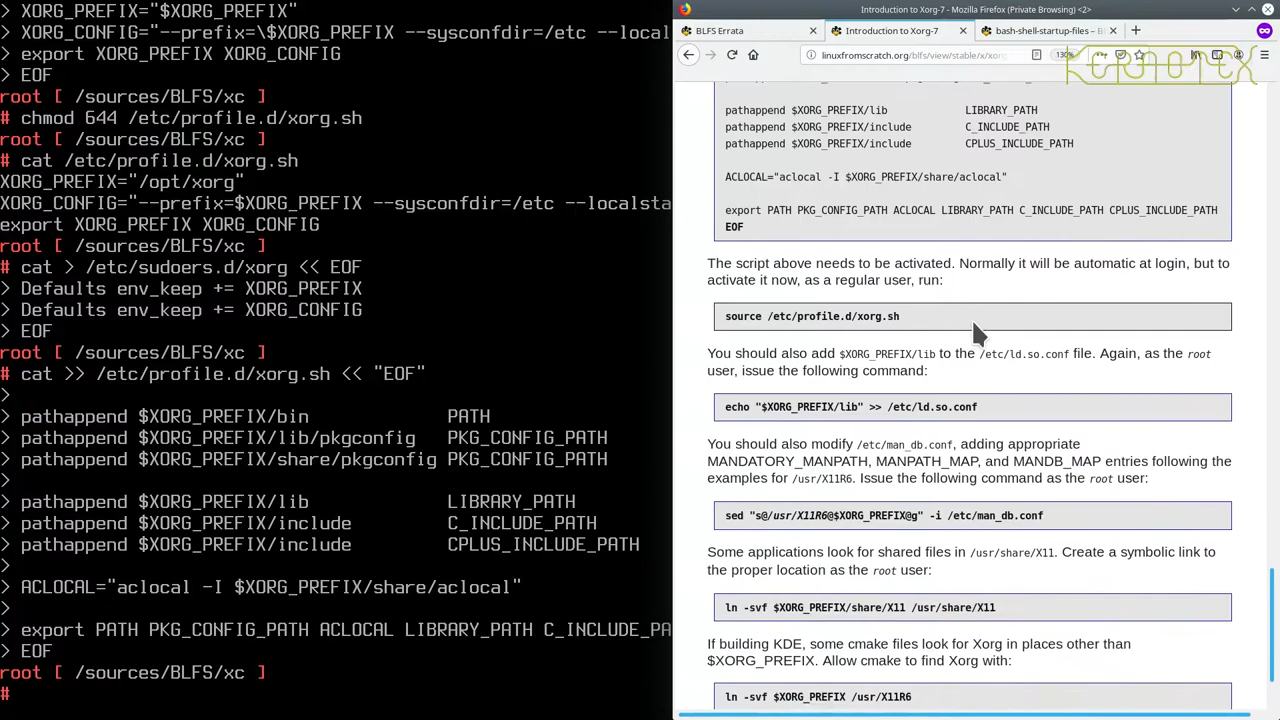 > XORG_PREFIX="$XORG_PREFIX"
> XORG_CONFIG="--prefix=\$XORG_PREFIX --sysconfdir=/etc --local
> export XORG_PREFIX XORG_CONFIG
> EOF
root [ /sources/BLFS/xc ]
# chmod 644 /etc/profile.d/xorg.sh
root [ /sources/BLFS/xc ]
# cat /etc/profile.d/xorg.sh
XORG_PREFIX="/opt/xorg"
XORG_CONFIG="--prefix=$XORG_PREFIX --sysconfdir=/etc --localsta
export XORG_PREFIX XORG_CONFIG
root [ /sources/BLFS/xc ]
# cat > /etc/sudoers.d/xorg << EOF
> Defaults env_keep += XORG_PREFIX
> Defaults env_keep += XORG_CONFIG
> EOF
root [ /sources/BLFS/xc ]
# cat >> /etc/profile.d/xorg.sh << "EOF"
>
> pathappend $XORG_PREFIX/bin PATH
> pathappend $XORG_PREFIX/lib/pkgconfig PKG_CONFIG_PATH
> pathappend $XORG_PREFIX/share/pkgconfig PKG_CONFIG_PATH
>
> pathappend $XORG_PREFIX/lib LIBRARY_PATH
> pathappend $XORG_PREFIX/include C_INCLUDE_PATH
> pathappend $XORG_PREFIX/include CPLUS_INCLUDE_PATH
>
> ACLOCAL="aclocal -I $XORG_PREFIX/share/aclocal"
>
> export PATH PKG_CONFIG_PATH ACLOCAL LIBRARY_PATH C_INCLUDE_PA
> EOF
root [ /sources/BLFS/xc ]
#
Introduction to Xorg-7 - Mozilla Firefox (Private Browsing) <2>
BLFS Errata
Introduction to Xorg-7
bash-shell-startup-files – B
linuxfromscratch.org/blfs/view/stable/x/xorg
130%
KERNOTEX
pathappend $XORG_PREFIX/lib LIBRARY_PATH
pathappend $XORG_PREFIX/include C_INCLUDE_PATH
pathappend $XORG_PREFIX/include CPLUS_INCLUDE_PATH
ACLOCAL="aclocal -I $XORG_PREFIX/share/aclocal"
export PATH PKG_CONFIG_PATH ACLOCAL LIBRARY_PATH C_INCLUDE_PATH CPLUS_INCLUDE_PATH
EOF
The script above needs to be activated. Normally it will be automatic at login, but to
activate it now, as a regular user, run:
source /etc/profile.d/xorg.sh
You should also add $XORG_PREFIX/lib to the /etc/ld.so.conf file. Again, as the root
user, issue the following command:
echo "$XORG_PREFIX/lib" >> /etc/ld.so.conf
You should also modify /etc/man_db.conf, adding appropriate
MANDATORY_MANPATH, MANPATH_MAP, and MANDB_MAP entries following the
examples for /usr/X11R6. Issue the following command as the root user:
sed "s@/usr/X11R6@$XORG_PREFIX@g" -i /etc/man_db.conf
Some applications look for shared files in /usr/share/X11. Create a symbolic link to
the proper location as the root user:
ln -svf $XORG_PREFIX/share/X11 /usr/share/X11
If building KDE, some cmake files look for Xorg in places other than
$XORG_PREFIX. Allow cmake to find Xorg with:
ln -svf $XORG_PREFIX /usr/X11R6